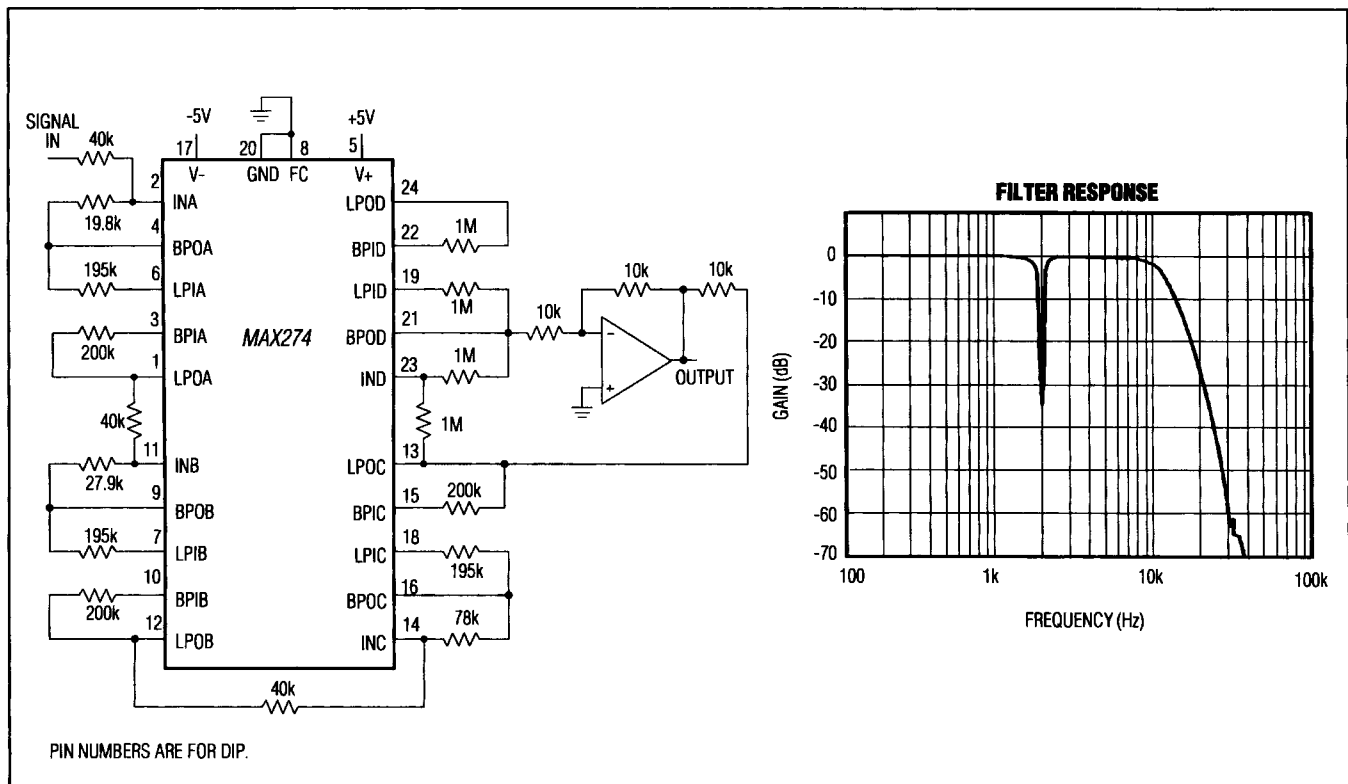 SIGNAL
IN
40k
-5V
+5V
17
20
8
5
V-
GND
FC
V+
2
INA
19.8k
4
BPOA
195k
6
LPIA
3
BPIA
200k
1
LPOA
40k
11
INB
27.9k
9
BPOB
195k
7
LPIB
10
BPIB
200k
12
LPOB
40k
MAX274
24
LPOD
1M
22
BPID
19
LPID
1M
21
BPOD
23
IND
1M
1M
13
LPOC
200k
15
BPIC
18
LPIC
195k
16
BPOC
14
INC
78k
10k
10k
10k
-
+
OUTPUT
PIN NUMBERS ARE FOR DIP.
FILTER RESPONSE
GAIN (dB)
0
-10
-20
-30
-40
-50
-60
-70
100
1k
10k
100k
FREQUENCY (Hz)